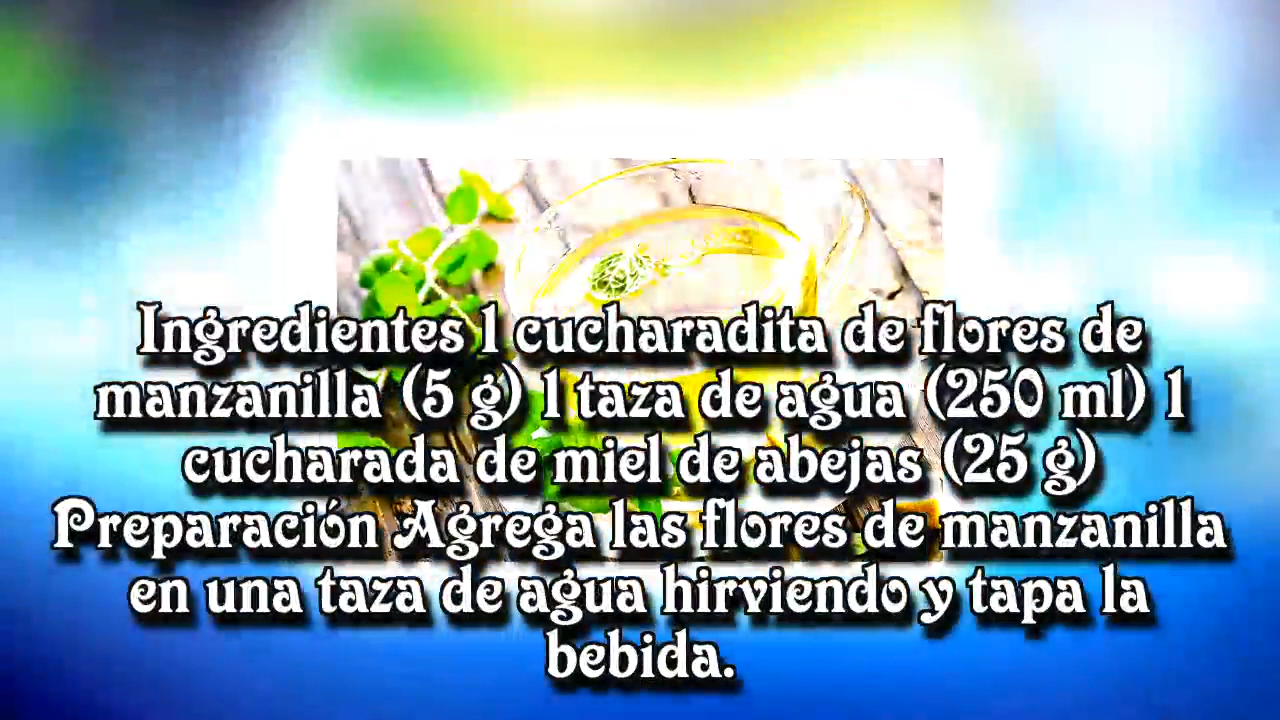 Ingredientes 1 cucharadita de flores de
manzanilla (5 g) 1 taza de agua (250 ml) 1
cucharada de miel de abejas (25 g)
Preparación Agrega las flores de manzanilla
en una taza de agua hirviendo y tapa la
bebida.